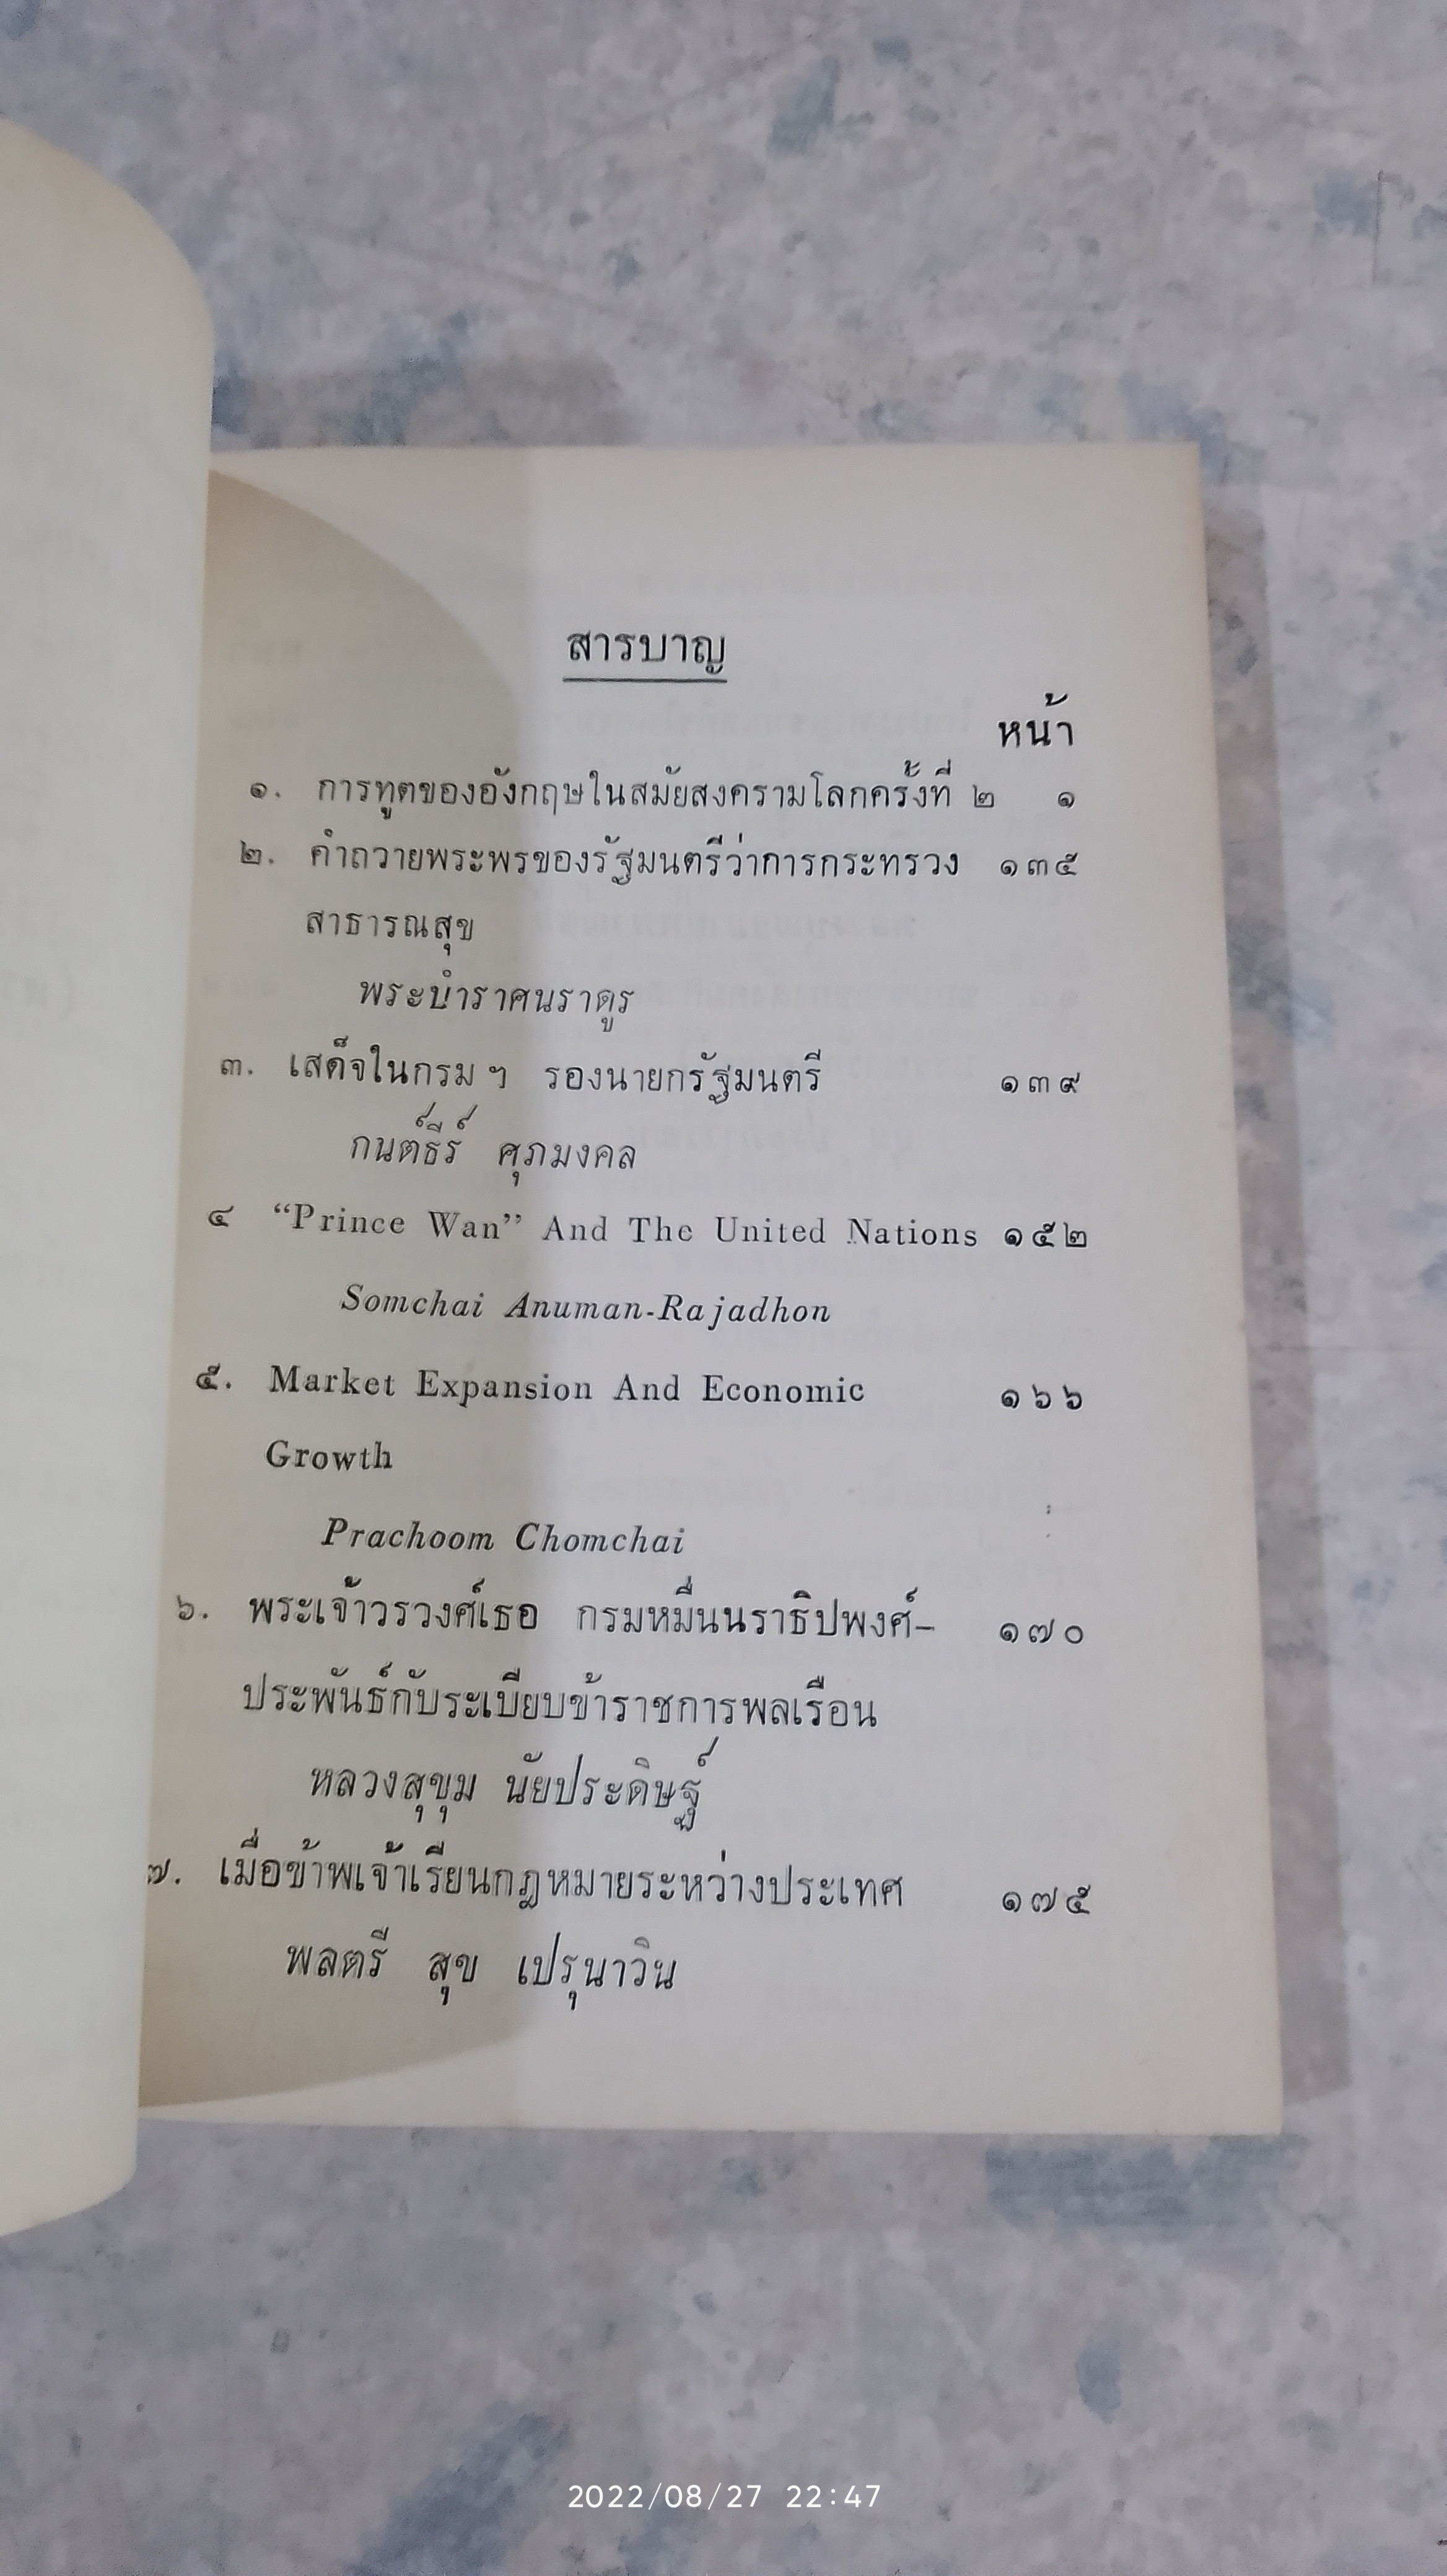 สารบาญ
หน้า
๑. การทูตของอังกฤษในสมัยสงครามโลกครั้งที่ ๒ ๑
๒. คำถวายพระพรของรัฐมนตรีว่าการกระทรวง ๑๓๕
สาธารณสุข
พระบำราศนราดูร
๓. เสด็จในกรมฯ รองนายกรัฐมนตรี ๑๓๙
กนต์ธีร์ ศุภมงคล
๔ “Prince Wan” And The United Nations ๑๕๒
Somchai Anuman-Rajadhon
๕. Market Expansion And Economic ๑๖๖
Growth
Prachoom Chomchai
๖. พระเจ้าวรวงศ์เธอ กรมหมื่นนราธิปพงศ์- ๑๗๐
ประพันธ์กับระเบียบข้าราชการพลเรือน
หลวงสุขุม นัยประดิษฐ์
๗. เมื่อข้าพเจ้าเรียนกฎหมายระหว่างประเทศ ๑๗๕
พลตรี สุข เปรุนาวิน
2022/08/27 22:47